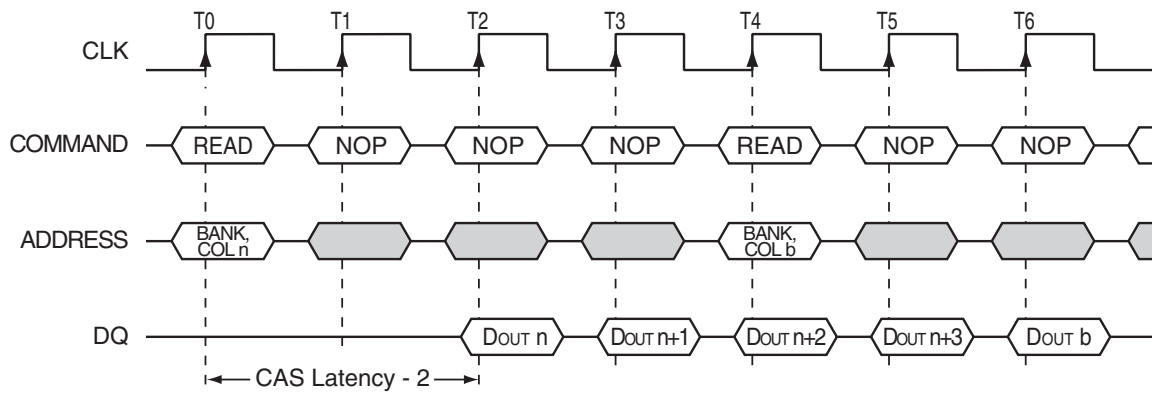 T0 T1 T2 T3 T4 T5 T6
CLK
COMMAND READ NOP NOP NOP READ NOP NOP
ADDRESS BANK, COL n BANK, COL b
DQ DOUT n DOUT n+1 DOUT n+2 DOUT n+3 DOUT b
CAS Latency - 2